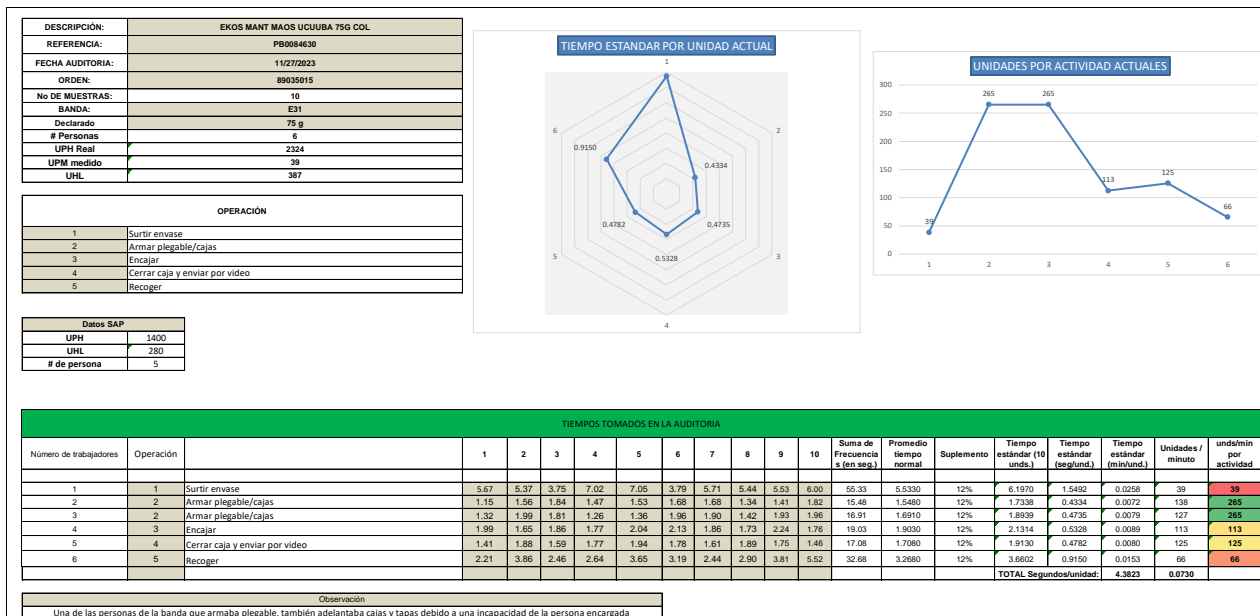 DESCRIPCIÓN: EKOS MANT MAOS UCUUBA 75G COL
REFERENCIA: PB0084630
FECHA AUDITORIA: 11/27/2023
ORDEN: 89035015
No DE MUESTRAS: 10
BANDA: E31
Declarado 75 g
# Personas 6
UPH Real 2324
UPM medido 39
UHL 387
OPERACIÓN
1 Surtir envase
2 Armar plegable/cajas
3 Encajar
4 Cerrar caja y enviar por video
5 Recoger
Datos SAP
UPH 1400
UHL 280
# de persona 5
TIEMPO ESTANDAR POR UNIDAD ACTUAL
1
6 2
0.9150 0.4334
0.4782 0.4735
5 0.5328 3
4
UNIDADES POR ACTIVIDAD ACTUALES
300
265 265
250
200
150
113 125
100
66
50
39
0
1 2 3 4 5 6
TIEMPOS TOMADOS EN LA AUDITORIA
Número de trabajadores Operación 1 2 3 4 5 6 7 8 9 10 Suma de Frecuencia s (en seg.) Promedio tiempo normal Suplemento Tiempo estándar (10 unds.) Tiempo estándar (seg/und.) Tiempo estándar (min/und.) Unidades / minuto unds/min por actividad
1 1 Surtir envase 5.67 5.37 3.75 7.02 7.05 3.79 5.71 5.44 5.53 6.00 55.33 5.5330 12% 6.1970 1.5492 0.0258 39 39
2 2 Armar plegable/cajas 1.15 1.56 1.84 1.47 1.53 1.68 1.68 1.34 1.41 1.82 15.48 1.5480 12% 1.7338 0.4334 0.0072 138 265
3 2 Armar plegable/cajas 1.32 1.99 1.81 1.26 1.36 1.96 1.90 1.42 1.93 1.96 16.91 1.6910 12% 1.8939 0.4735 0.0079 127 265
4 3 Encajar 1.99 1.65 1.86 1.77 2.04 2.13 1.86 1.73 2.24 1.76 19.03 1.9030 12% 2.1314 0.5328 0.0089 113 113
5 4 Cerrar caja y enviar por video 1.41 1.88 1.59 1.77 1.94 1.78 1.61 1.89 1.75 1.46 17.08 1.7080 12% 1.9130 0.4782 0.0080 125 125
6 5 Recoger 2.21 3.86 2.46 2.64 3.65 3.19 2.44 2.90 3.81 5.52 32.68 3.2680 12% 3.6602 0.9150 0.0153 66 66
TOTAL Segundos/unidad: 4.3823 0.0730
Observación
Una de las personas de la banda que armaba plegable, también adelantaba cajas y tapas debido a una incapacidad de la persona encargada